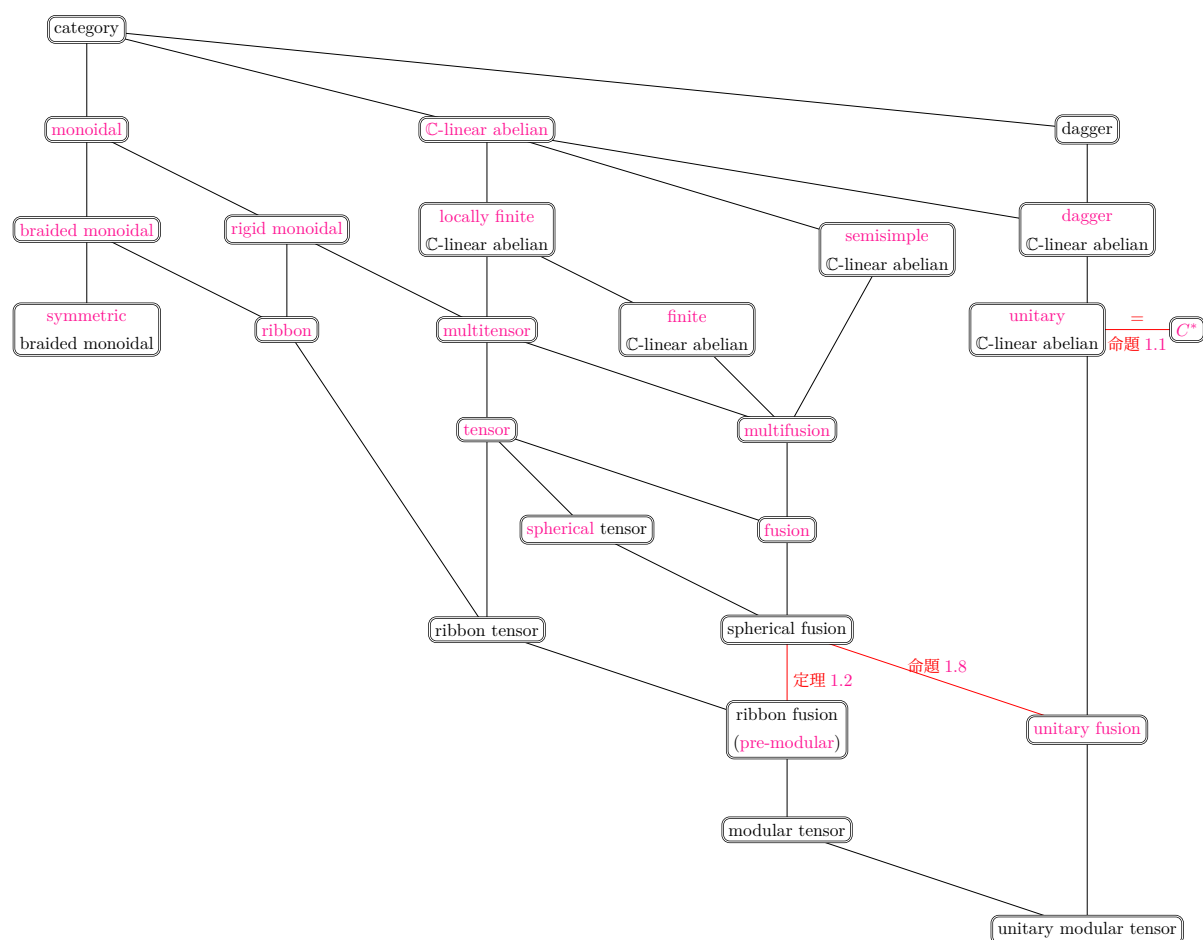 category
monoidal
ℂ-linear abelian
dagger
braided monoidal
rigid monoidal
locally finite
ℂ-linear abelian
semisimple
ℂ-linear abelian
dagger
ℂ-linear abelian
symmetric
braided monoidal
ribbon
multitensor
finite
ℂ-linear abelian
unitary
ℂ-linear abelian
=
命題 1.1
C*
tensor
multifusion
spherical tensor
fusion
ribbon tensor
spherical fusion
定理 1.2
命題 1.8
ribbon fusion
(pre-modular)
unitary fusion
modular tensor
unitary modular tensor